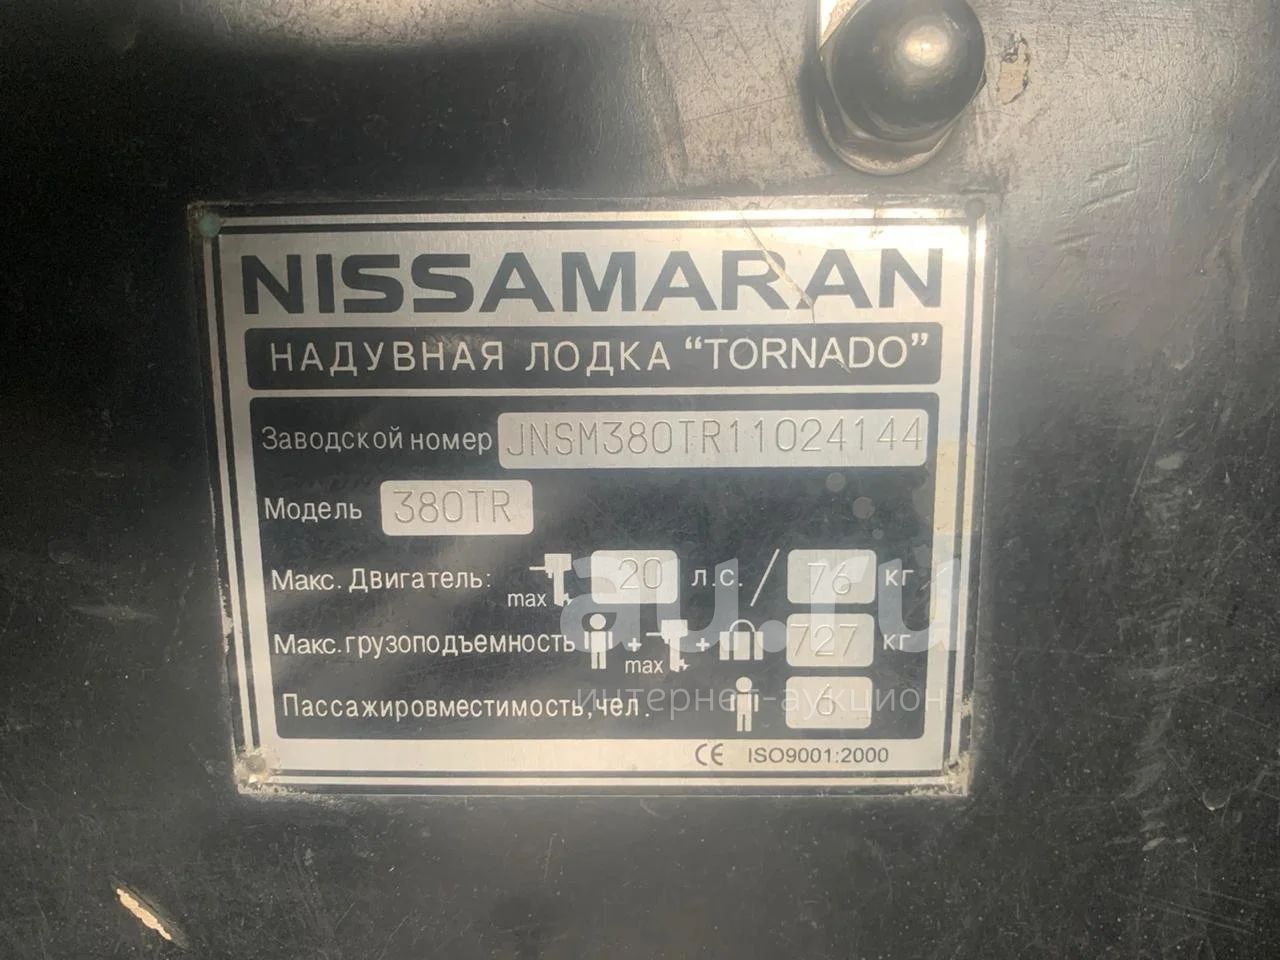 NISSAMARAN
НАДУВНАЯ ЛОДКА "TORNADO"
Заводской номер JNSM380TR11024144
Модель 380TR
Макс. Двигатель: max 20 л.с. / 76 кг
Макс. грузоподъемность + max + 727 кг
Пассажировместимость, чел. 6
CE ISO9001:2000
au.ru
интернет-аукцион